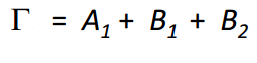 Γ = A₁ + B₁ + B₂